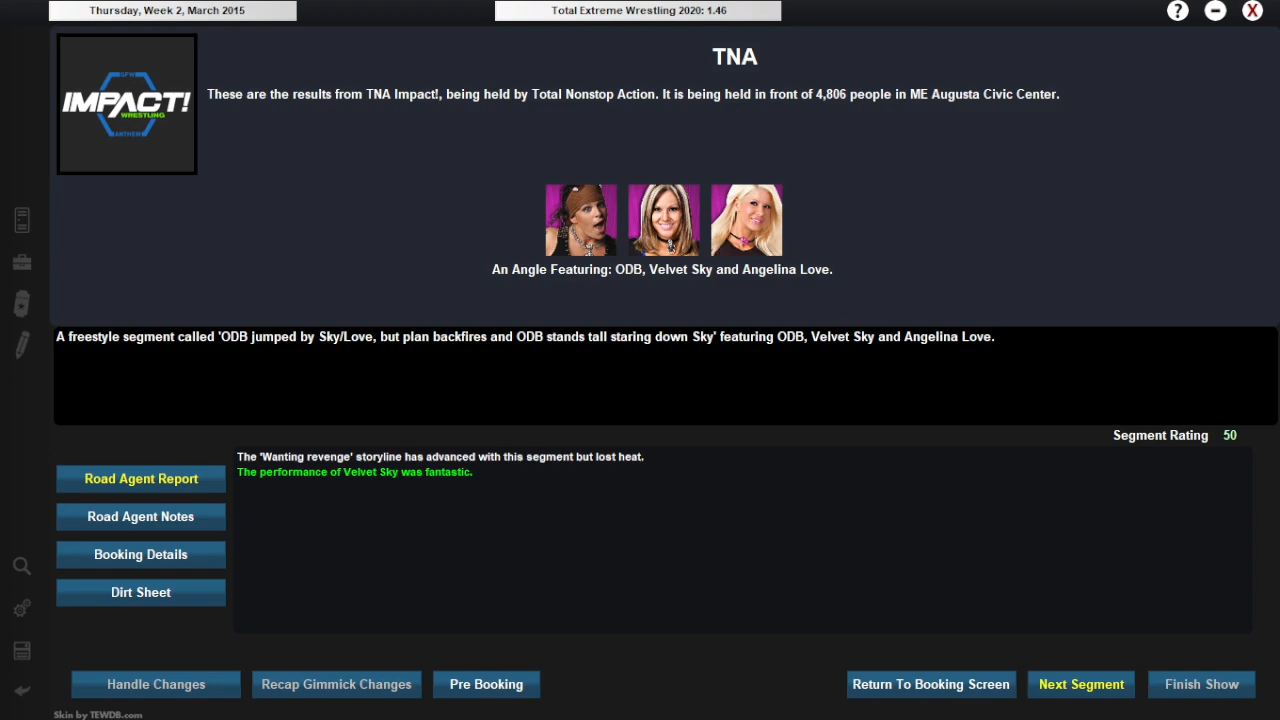 Thursday, Week 2, March 2015
Total Extreme Wrestling 2020: 1.46
?
X
TNA
GFW
IMPACT!
WRESTLING
ANTHEM
These are the results from TNA Impact!, being held by Total Nonstop Action. It is being held in front of 4,806 people in ME Augusta Civic Center.
An Angle Featuring: ODB, Velvet Sky and Angelina Love.
A freestyle segment called 'ODB jumped by Sky/Love, but plan backfires and ODB stands tall staring down Sky' featuring ODB, Velvet Sky and Angelina Love.
Segment Rating 50
The 'Wanting revenge' storyline has advanced with this segment but lost heat.
The performance of Velvet Sky was fantastic.
Road Agent Report
Road Agent Notes
Booking Details
Dirt Sheet
Handle Changes
Recap Gimmick Changes
Pre Booking
Return To Booking Screen
Next Segment
Finish Show
Skin by TEWDB.com